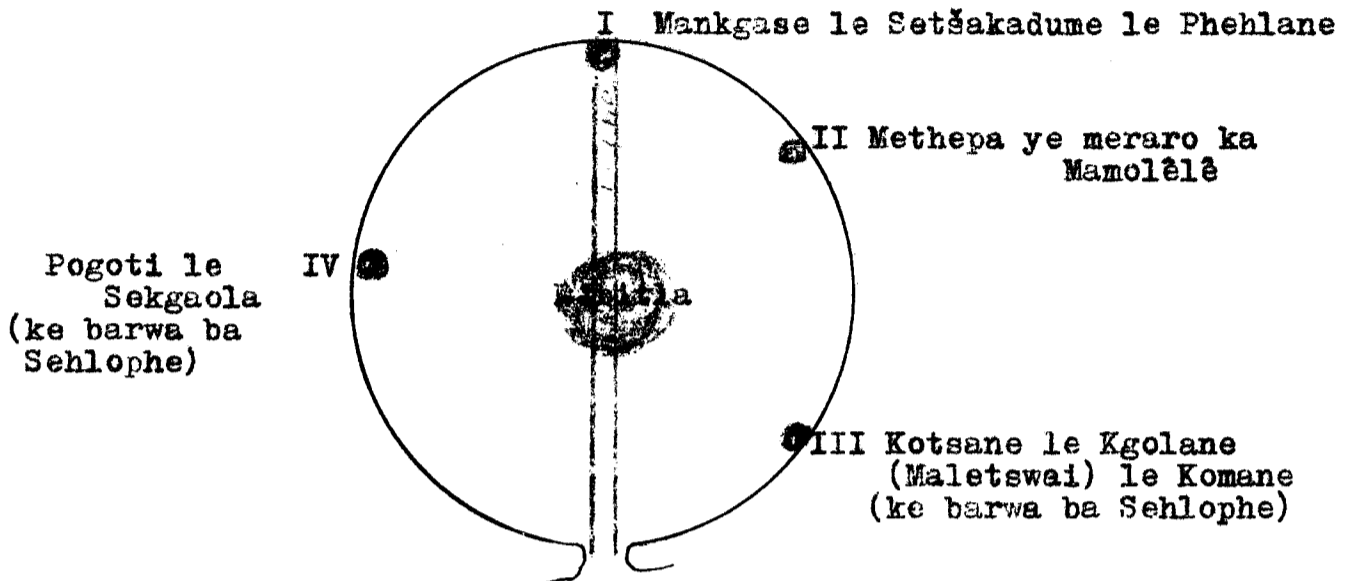 I Mankgase le Setšakadume le Phehlane
II Methepa ye meraro ka
Mamolêlê
IV
Pogoti le
Sekgaola
(ke barwa ba
Sehlophe)
III Kotsane le Kgolane
(Maletswai) le Komane
(ke barwa ba Sehlophe)